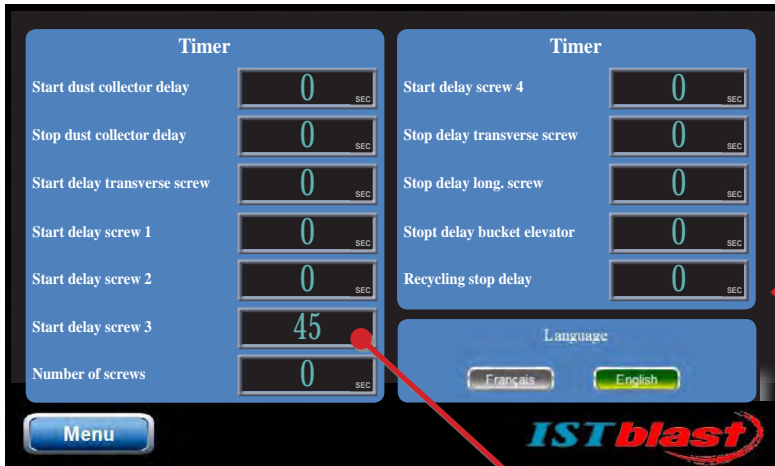 Timer
Start dust collector delay 0 SEC
Stop dust collector delay 0 SEC
Start delay transverse screw 0 SEC
Start delay screw 1 0 SEC
Start delay screw 2 0 SEC
Start delay screw 3 45
Number of screws 0 SEC
Timer
Start delay screw 4 0 SEC
Stop delay transverse screw 0 SEC
Stop delay long. screw 0 SEC
Stopt delay bucket elevator 0 SEC
Recycling stop delay 0 SEC
Language
Français English
Menu
ISTblast